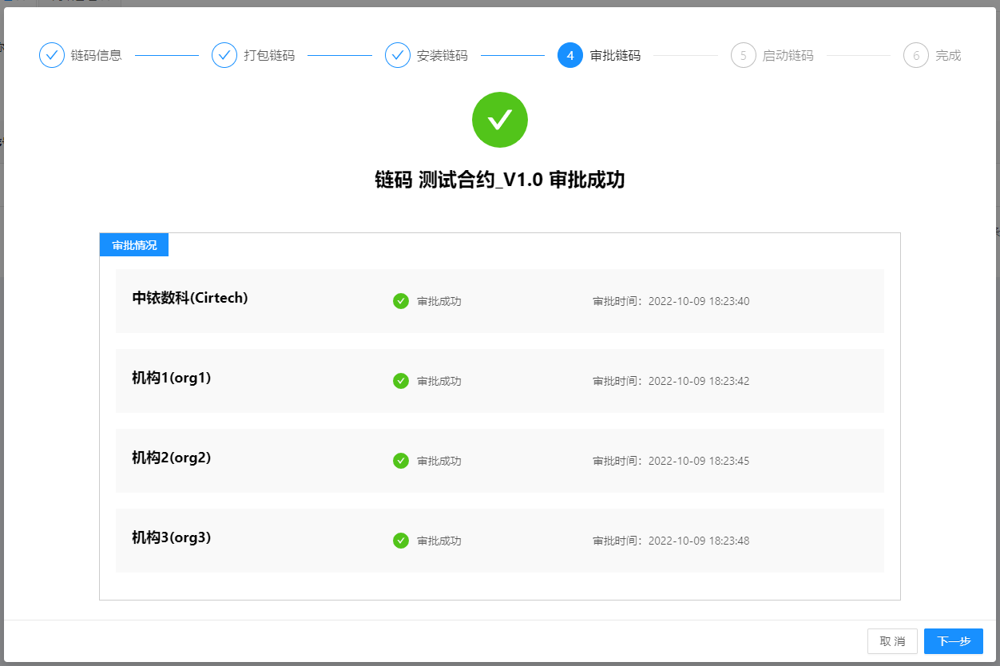 链码信息
打包链码
安装链码
4 审批链码
5 启动链码
6 完成
链码 测试合约_V1.0 审批成功
审批情况
中铱数科(Cirtech) 审批成功 审批时间：2022-10-09 18:23:40
机构1(org1) 审批成功 审批时间：2022-10-09 18:23:42
机构2(org2) 审批成功 审批时间：2022-10-09 18:23:45
机构3(org3) 审批成功 审批时间：2022-10-09 18:23:48
取 消
下一步